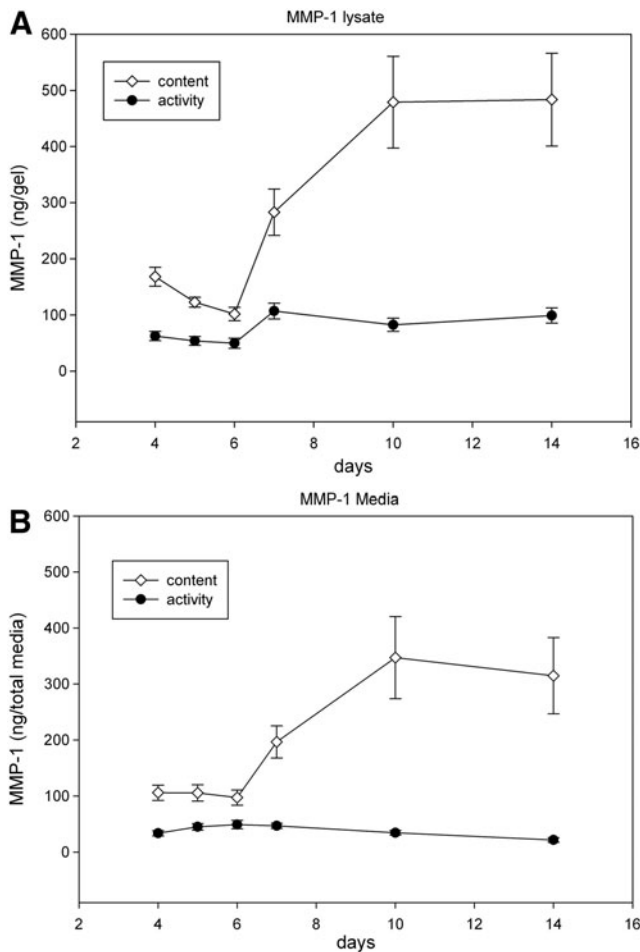 A
MMP-1 lysate
600
500
400
300
200
100
0
MMP-1 (ng/gel)
content
activity
2 4 6 8 10 12 14 16
days
B
MMP-1 Media
600
500
400
300
200
100
0
MMP-1 (ng/total media)
content
activity
2 4 6 8 10 12 14 16
days